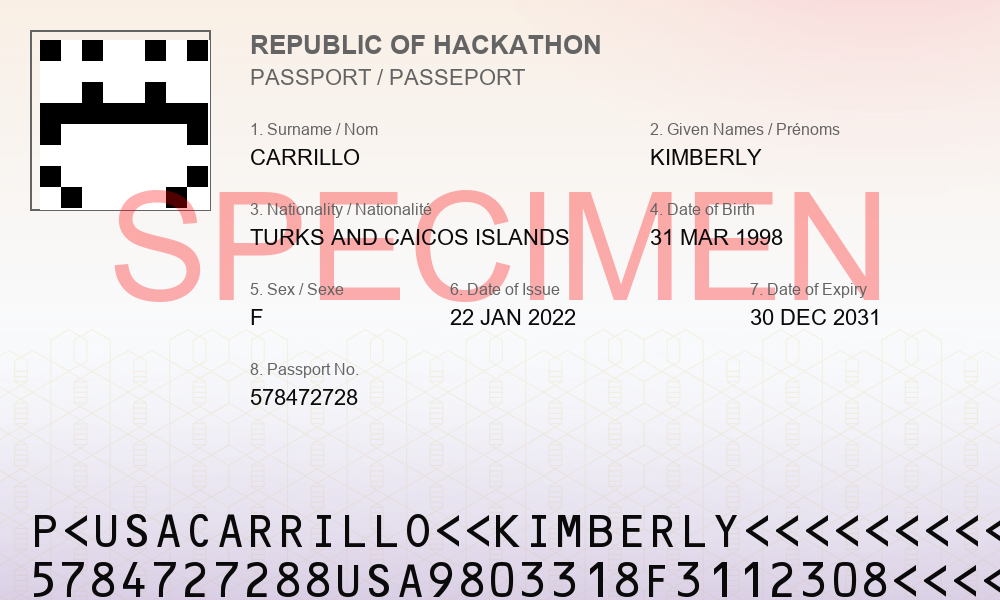 REPUBLIC OF HACKATHON
PASSPORT / PASSEPORT
1. Surname / Nom 2. Given Names / Prénoms
CARRILLO KIMBERLY
SPECIMEN
3. Nationality / Nationalité 4. Date of Birth
TURKS AND CAICOS ISLANDS 31 MAR 1998
5. Sex / Sexe 6. Date of Issue 7. Date of Expiry
F 22 JAN 2022 30 DEC 2031
8. Passport No.
578472728
P<USACARRILLO<<KIMBERLY<<<<<<<<<
5784727288USA9803318F3112308<<<<